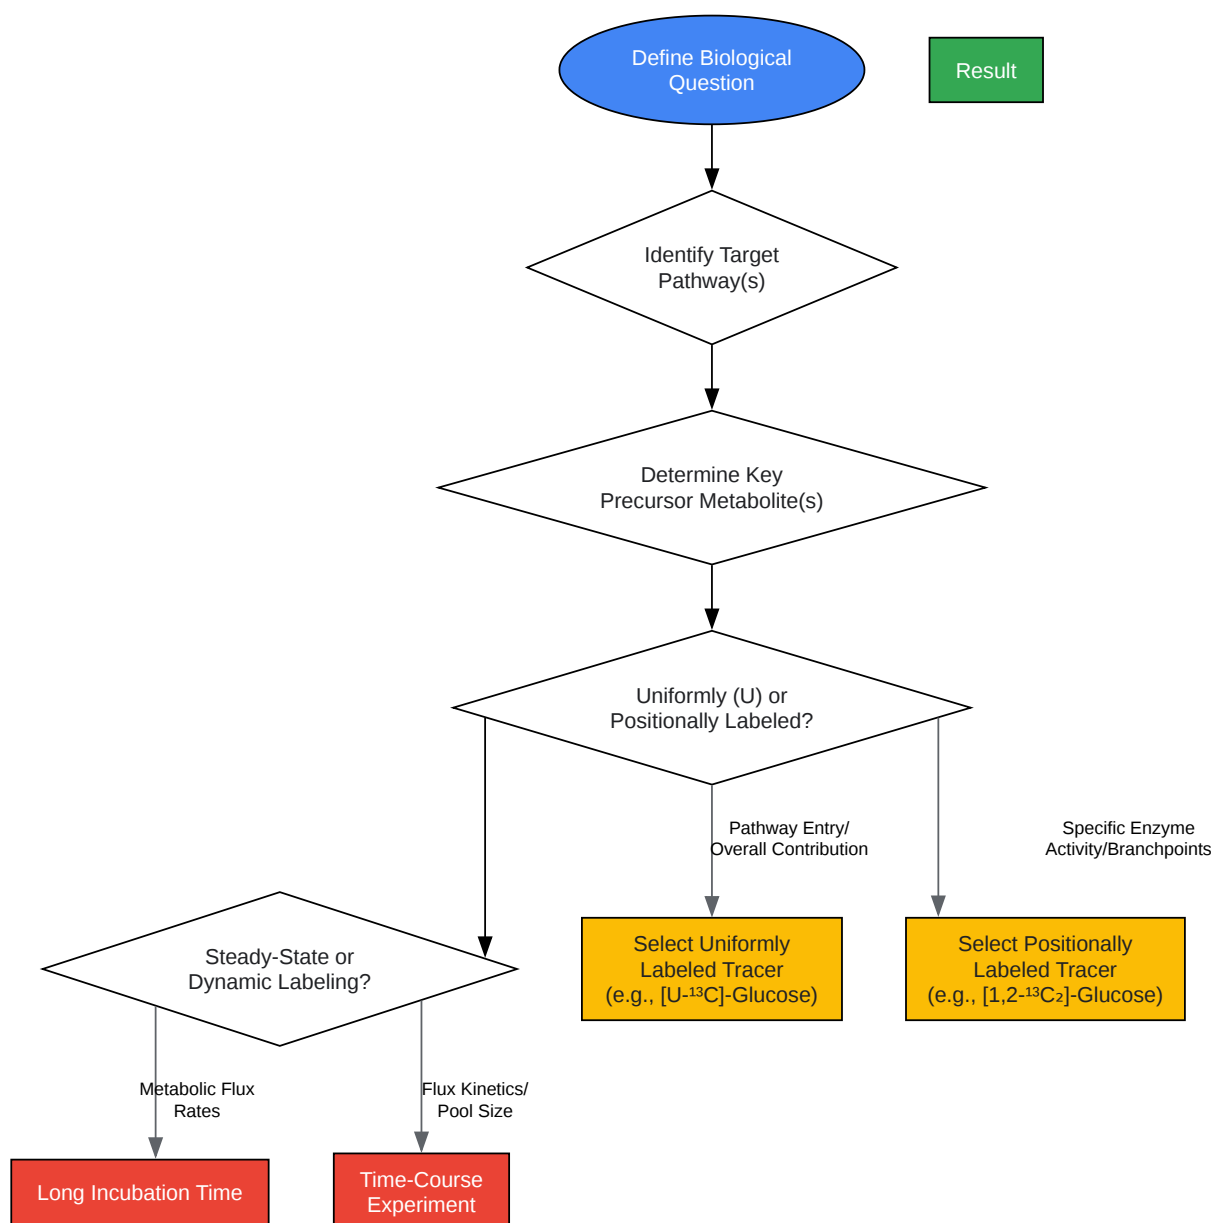 Define Biological
Question
Result
Identify Target
Pathway(s)
Determine Key
Precursor Metabolite(s)
Uniformly (U) or
Positionally Labeled?
Pathway Entry/
Overall Contribution
Specific Enzyme
Activity/Branchpoints
Steady-State or
Dynamic Labeling?
Select Uniformly
Labeled Tracer
(e.g., [U-¹³C]-Glucose)
Select Positionally
Labeled Tracer
(e.g., [1,2-¹³C₂]-Glucose)
Metabolic Flux
Rates
Flux Kinetics/
Pool Size
Long Incubation Time
Time-Course
Experiment